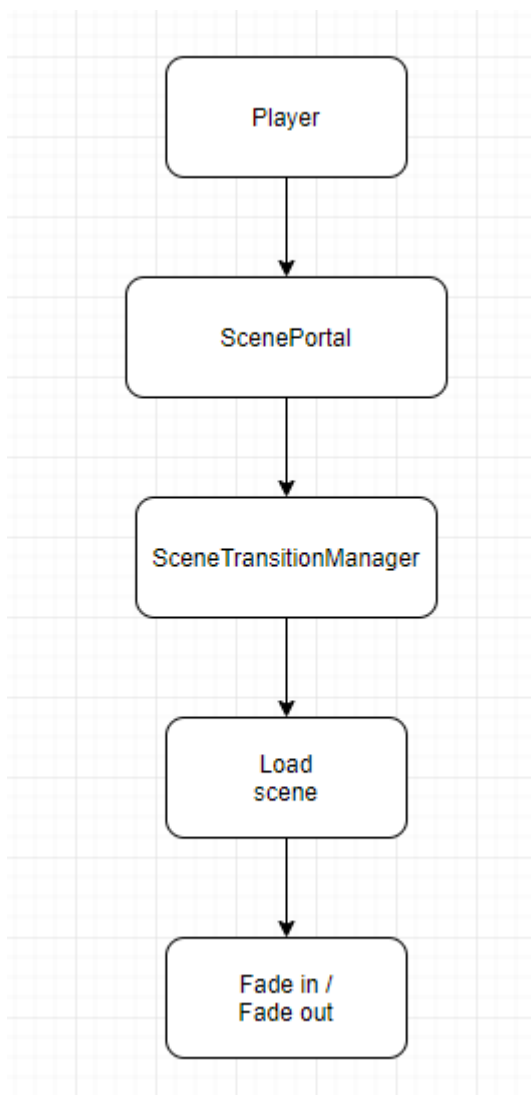 Player
ScenePortal
SceneTransitionManager
Load
scene
Fade in /
Fade out